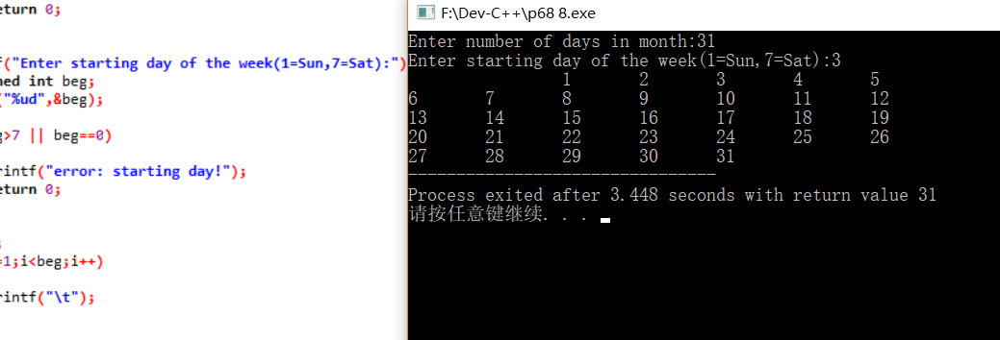 eturn 0;
f("Enter starting day of the week(1=Sun,7=Sat):")
ned int beg;
("%ud",&beg);
g>7 || beg==0)
rintf("error: starting day!");
eturn 0;
;
=1;i<beg;i++)
rintf("\t");
F:\Dev-C++\p68 8.exe
Enter number of days in month:31
Enter starting day of the week(1=Sun,7=Sat):3
1 2 3 4 5
6 7 8 9 10 11 12
13 14 15 16 17 18 19
20 21 22 23 24 25 26
27 28 29 30 31
--------------------------------
Process exited after 3.448 seconds with return value 31
请按任意键继续. . .